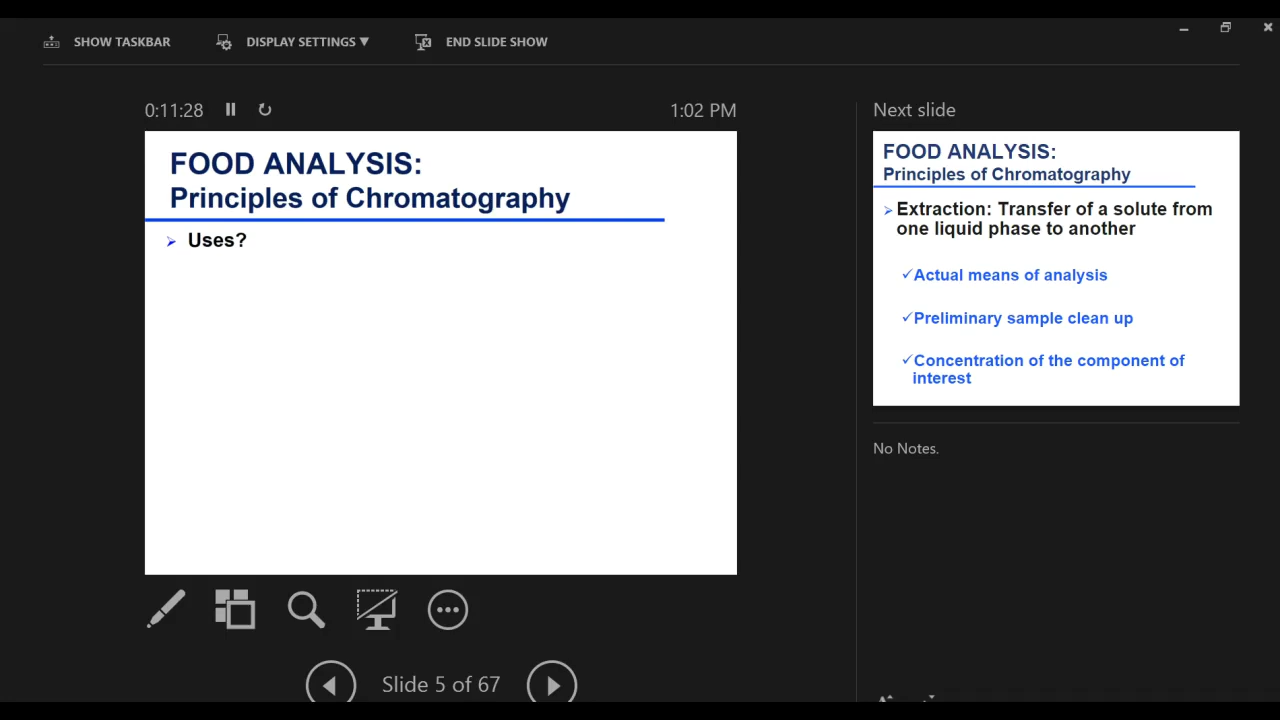 SHOW TASKBAR DISPLAY SETTINGS ▼ END SLIDE SHOW
0:11:28 1:02 PM
FOOD ANALYSIS:
Principles of Chromatography
➢ Uses?
Slide 5 of 67
Next slide
FOOD ANALYSIS:
Principles of Chromatography
➢ Extraction: Transfer of a solute from
one liquid phase to another
✓Actual means of analysis
✓Preliminary sample clean up
✓Concentration of the component of
interest
No Notes.